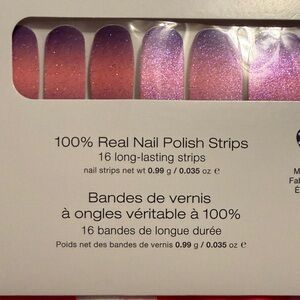 100% Real Nail Polish Strips
16 long-lasting strips
nail strips net wt 0.99 g / 0.035 oz ℮
Bandes de vernis
à ongles véritable à 100%
16 bandes de longue durée
Poids net des bandes de vernis 0.99 g / 0.035 oz ℮